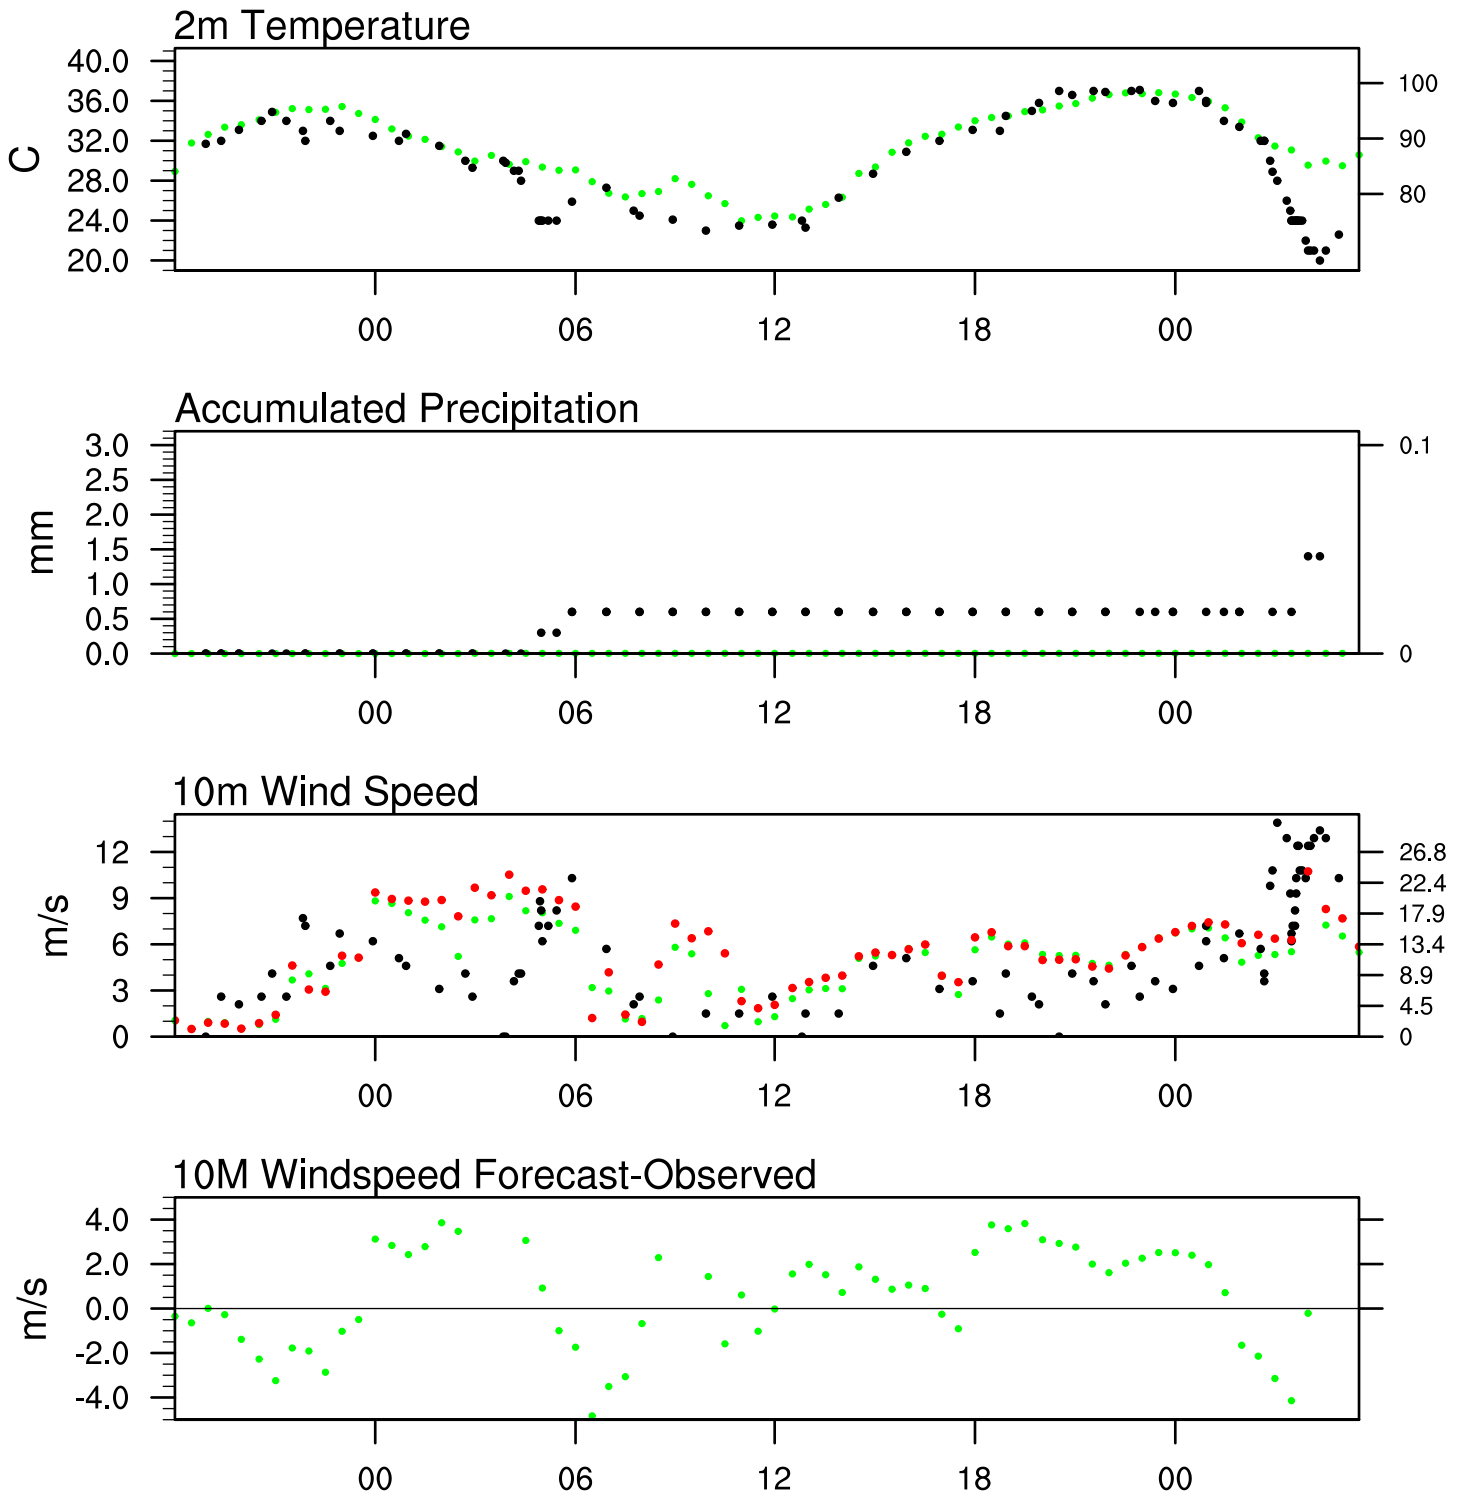 2m Temperature
40.0
36.0
32.0
28.0
24.0
20.0
C
100
90
80
00 06 12 18 00
Accumulated Precipitation
3.0
2.5
2.0
1.5
1.0
0.5
0.0
mm
0.1
0
00 06 12 18 00
10m Wind Speed
12
9
6
3
0
m/s
26.8
22.4
17.9
13.4
8.9
4.5
0
00 06 12 18 00
10M Windspeed Forecast-Observed
4.0
2.0
0.0
-2.0
-4.0
m/s
00 06 12 18 00